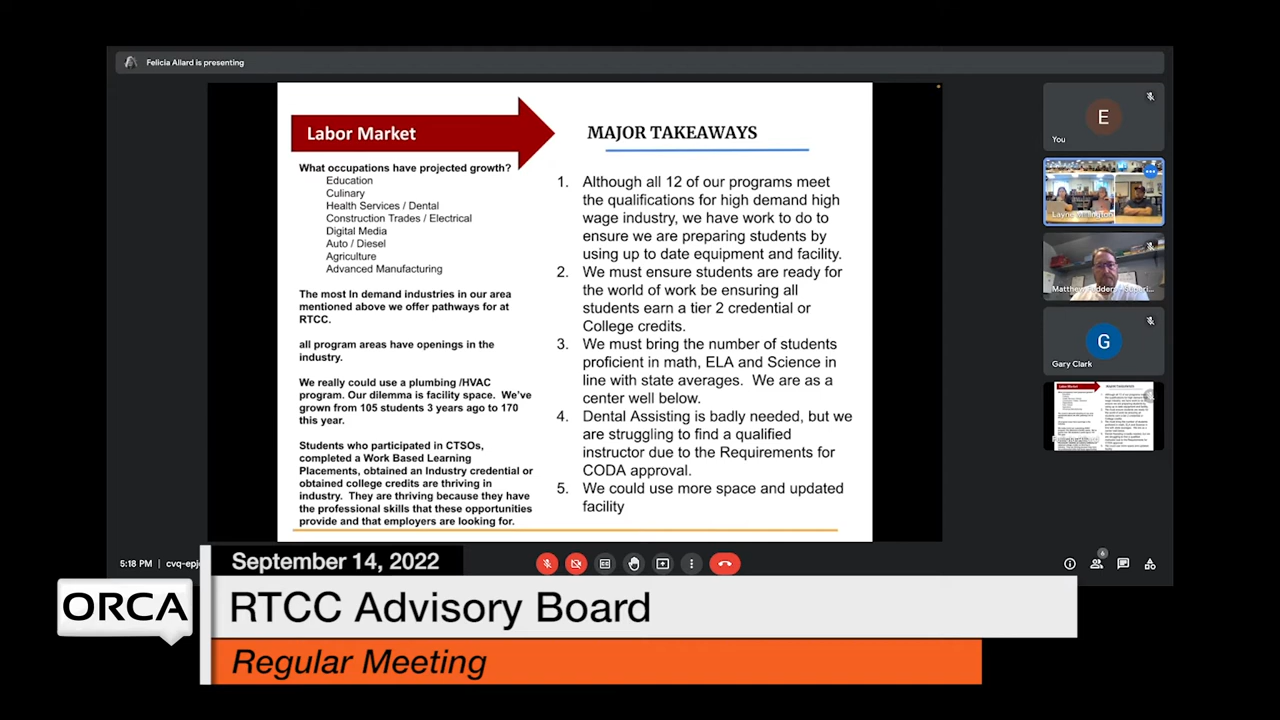 Felicia Allard is presenting
Labor Market
What occupations have projected growth?
Education
Culinary
Health Services / Dental
Construction Trades / Electrical
Digital Media
Auto / Diesel
Agriculture
Advanced Manufacturing
The most In demand industries in our area
mentioned above we offer pathways for at
RTCC.
all program areas have openings in the
industry.
We really could use a plumbing /HVAC
program. Our dilemma is facility space. We've
grown from 105 students 3 years ago to 170
this year.
Students who participated in CTSOs,
completed a Work Based Learning
Placements, obtained an Industry credential or
obtained college credits are thriving in
industry. They are thriving because they have
the professional skills that these opportunities
provide and that employers are looking for.
MAJOR TAKEAWAYS
1. Although all 12 of our programs meet
the qualifications for high demand high
wage industry, we have work to do to
ensure we are preparing students by
using up to date equipment and facility.
2. We must ensure students are ready for
the world of work be ensuring all
students earn a tier 2 credential or
College credits.
3. We must bring the number of students
proficient in math, ELA and Science in
line with state averages. We are as a
center well below.
4. Dental Assisting is badly needed, but we
are struggling to find a qualified
instructor due to the Requirements for
CODA approval.
5. We could use more space and updated
facility
E
You
Layne
Matthew
G
Gary Clark
5:18 PM
6
September 14, 2022
ORCA
RTCC Advisory Board
Regular Meeting